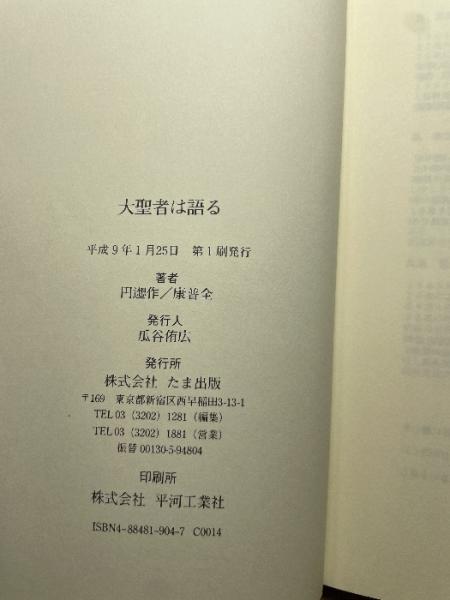 大聖者は語る
平成9年1月25日 第1刷発行
著者
円遊作/康普全
発行人
瓜谷侑広
発行所
株式会社 たま出版
〒169 東京都新宿区西早稲田3-13-1
TEL 03 (3202) 1281 (編集)
TEL 03 (3202) 1881 (営業)
振替 00130-5-94804
印刷所
株式会社 平河工業社
ISBN4-88481-904-7 C0014